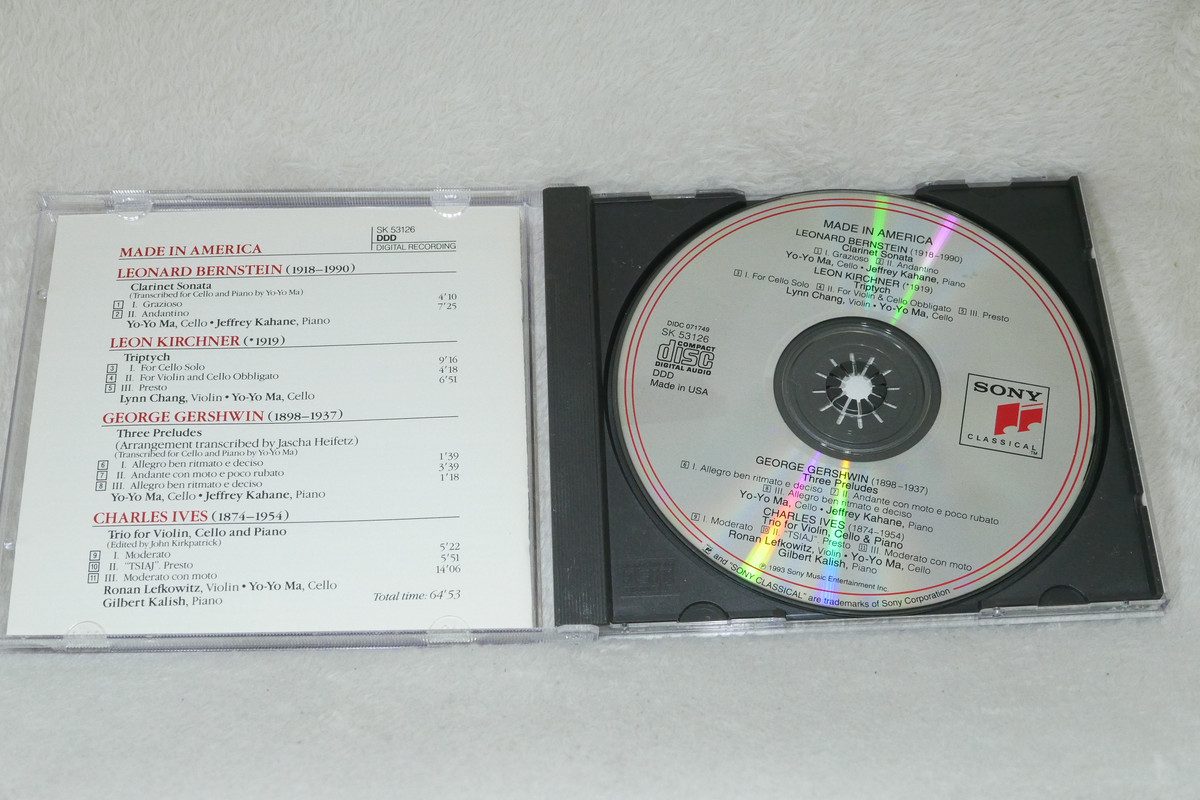 SK 53126
DDD
DIGITAL RECORDING
MADE IN AMERICA
LEONARD BERNSTEIN (1918–1990)
Clarinet Sonata
(Transcribed for Cello and Piano by Yo-Yo Ma)
1 I. Grazioso 4'10
2 II. Andantino 7'25
Yo-Yo Ma, Cello • Jeffrey Kahane, Piano
LEON KIRCHNER (*1919)
Triptych
3 I. For Cello Solo 9'16
4 II. For Violin and Cello Obbligato 4'18
5 III. Presto 6'51
Lynn Chang, Violin • Yo-Yo Ma, Cello
GEORGE GERSHWIN (1898–1937)
Three Preludes
(Arrangement transcribed by Jascha Heifetz)
(Transcribed for Cello and Piano by Yo-Yo Ma)
6 I. Allegro ben ritmato e deciso 1'39
7 II. Andante con moto e poco rubato 3'39
8 III. Allegro ben ritmato e deciso 1'18
Yo-Yo Ma, Cello • Jeffrey Kahane, Piano
CHARLES IVES (1874–1954)
Trio for Violin, Cello and Piano
(Edited by John Kirkpatrick)
9 I. Moderato 5'22
10 II. "TSIAJ". Presto 5'51
11 III. Moderato con moto 14'06
Ronan Lefkowitz, Violin • Yo-Yo Ma, Cello
Gilbert Kalish, Piano
Total time: 64'53
MADE IN AMERICA
LEONARD BERNSTEIN (1918-1990)
Clarinet Sonata
1 I. Grazioso 2 II. Andantino
Yo-Yo Ma, Cello • Jeffrey Kahane, Piano
LEON KIRCHNER (*1919)
Triptych
3 I. For Cello Solo 4 II. For Violin & Cello Obbligato 5 III. Presto
Lynn Chang, Violin • Yo-Yo Ma, Cello
DIDC 071749
SK 53126
COMPACT
disc
DIGITAL AUDIO
DDD
Made in USA
SONY
CLASSICAL
TM
GEORGE GERSHWIN (1898-1937)
Three Preludes
6 I. Allegro ben ritmato e deciso 7 II. Andante con moto e poco rubato
8 III. Allegro ben ritmato e deciso
Yo-Yo Ma, Cello • Jeffrey Kahane, Piano
CHARLES IVES (1874-1954)
Trio for Violin, Cello & Piano
9 I. Moderato 10 II. "TSIAJ" Presto 11 III. Moderato con moto
Ronan Lefkowitz, Violin • Yo-Yo Ma, Cello
Gilbert Kalish, Piano
℗ 1993 Sony Music Entertainment Inc.
and "SONY CLASSICAL" are trademarks of Sony Corporation